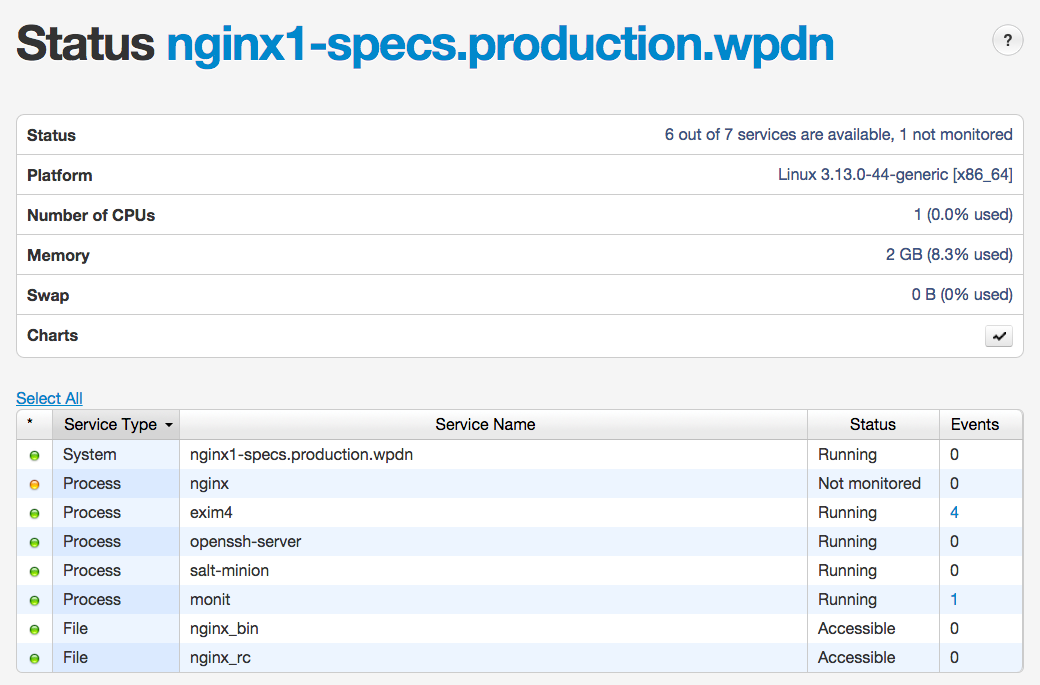 Status nginx1-specs.production.wpdn ?
Status 6 out of 7 services are available, 1 not monitored
Platform Linux 3.13.0-44-generic [x86_64]
Number of CPUs 1 (0.0% used)
Memory 2 GB (8.3% used)
Swap 0 B (0% used)
Charts
Select All
* Service Type Service Name Status Events
System nginx1-specs.production.wpdn Running 0
Process nginx Not monitored 0
Process exim4 Running 4
Process openssh-server Running 0
Process salt-minion Running 0
Process monit Running 1
File nginx_bin Accessible 0
File nginx_rc Accessible 0